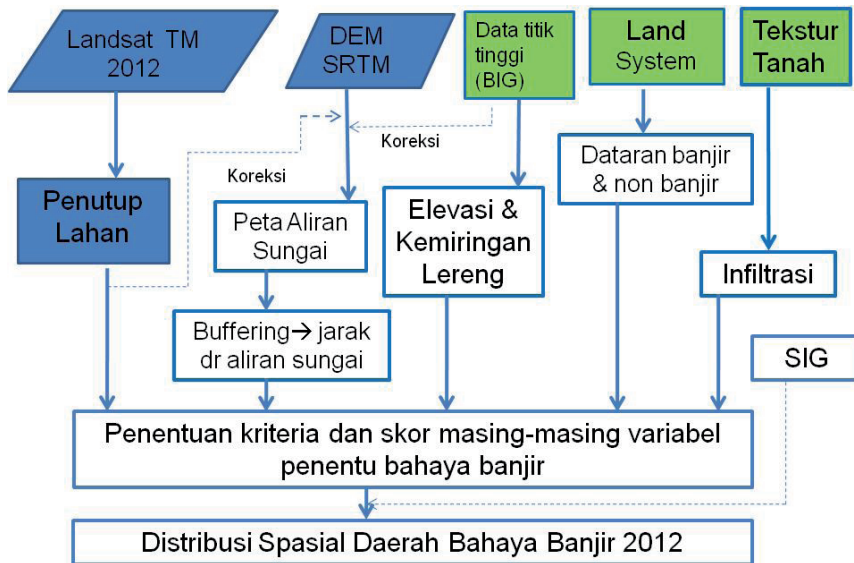 Landsat TM
2012
DEM
SRTM
Data titik
tinggi
(BIG)
Land
System
Tekstur
Tanah
Koreksi
Koreksi
Penutup
Lahan
Peta Aliran
Sungai
Elevasi &
Kemiringan
Lereng
Dataran banjir
& non banjir
Infiltrasi
Buffering→ jarak
dr aliran sungai
SIG
Penentuan kriteria dan skor masing-masing variabel
penentu bahaya banjir
Distribusi Spasial Daerah Bahaya Banjir 2012